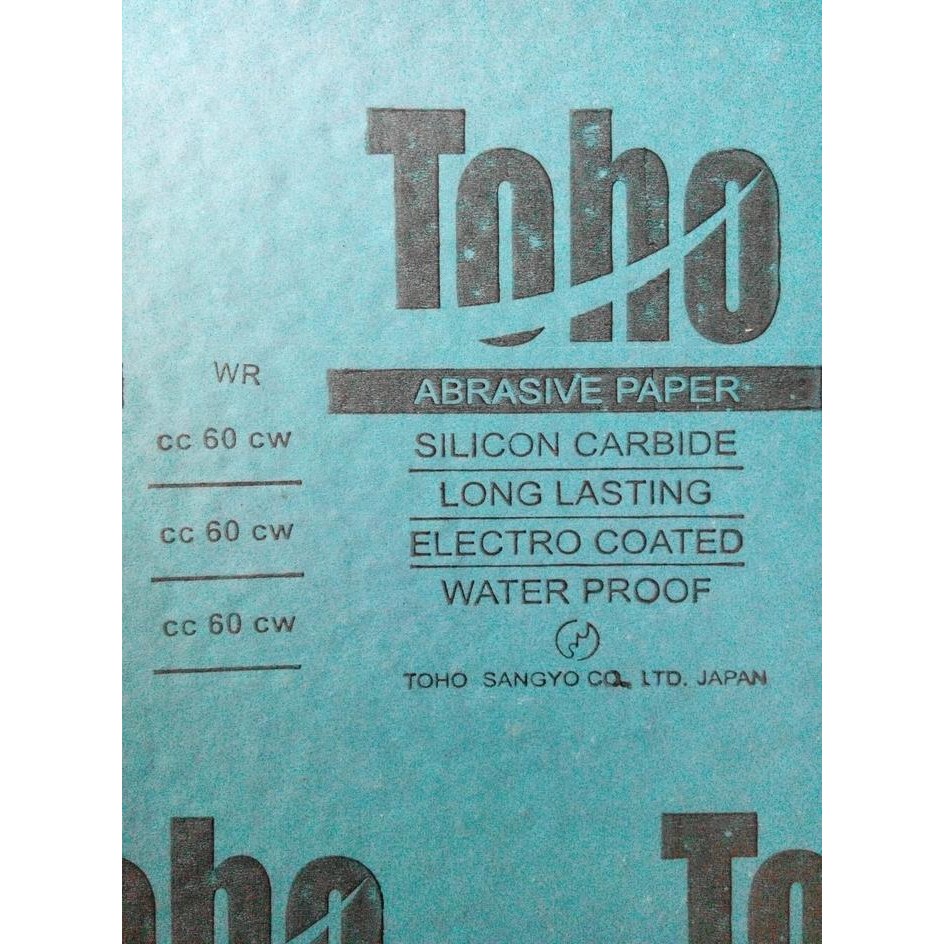 Toho
WR
ABRASIVE PAPER
cc 60 cw
SILICON CARBIDE
LONG LASTING
cc 60 cw
ELECTRO COATED
WATER PROOF
cc 60 cw
TOHO SANGYO CO., LTD. JAPAN
oho
To